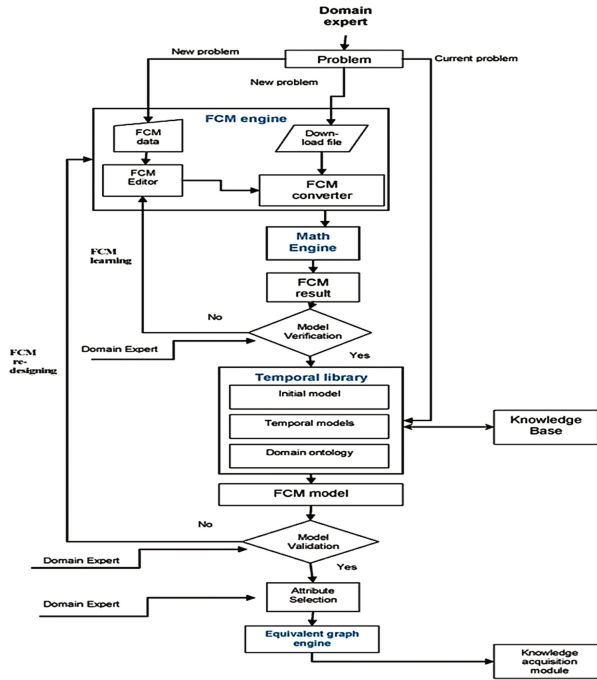 Domain
expert
New problem
Problem
Current problem
New problem
FCM engine
FCM
data
Down-
load file
FCM
Editor
FCM
converter
Math
Engine
FCM
learning
FCM
result
No
Model
Verification
Domain Expert
Yes
FCM
re-
designing
Temporal library
Initial model
Temporal models
Domain ontology
Knowledge
Base
FCM model
No
Model
Validation
Domain Expert
Yes
Attribute
Selection
Domain Expert
Equivalent graph
engine
Knowledge
acquisition
module